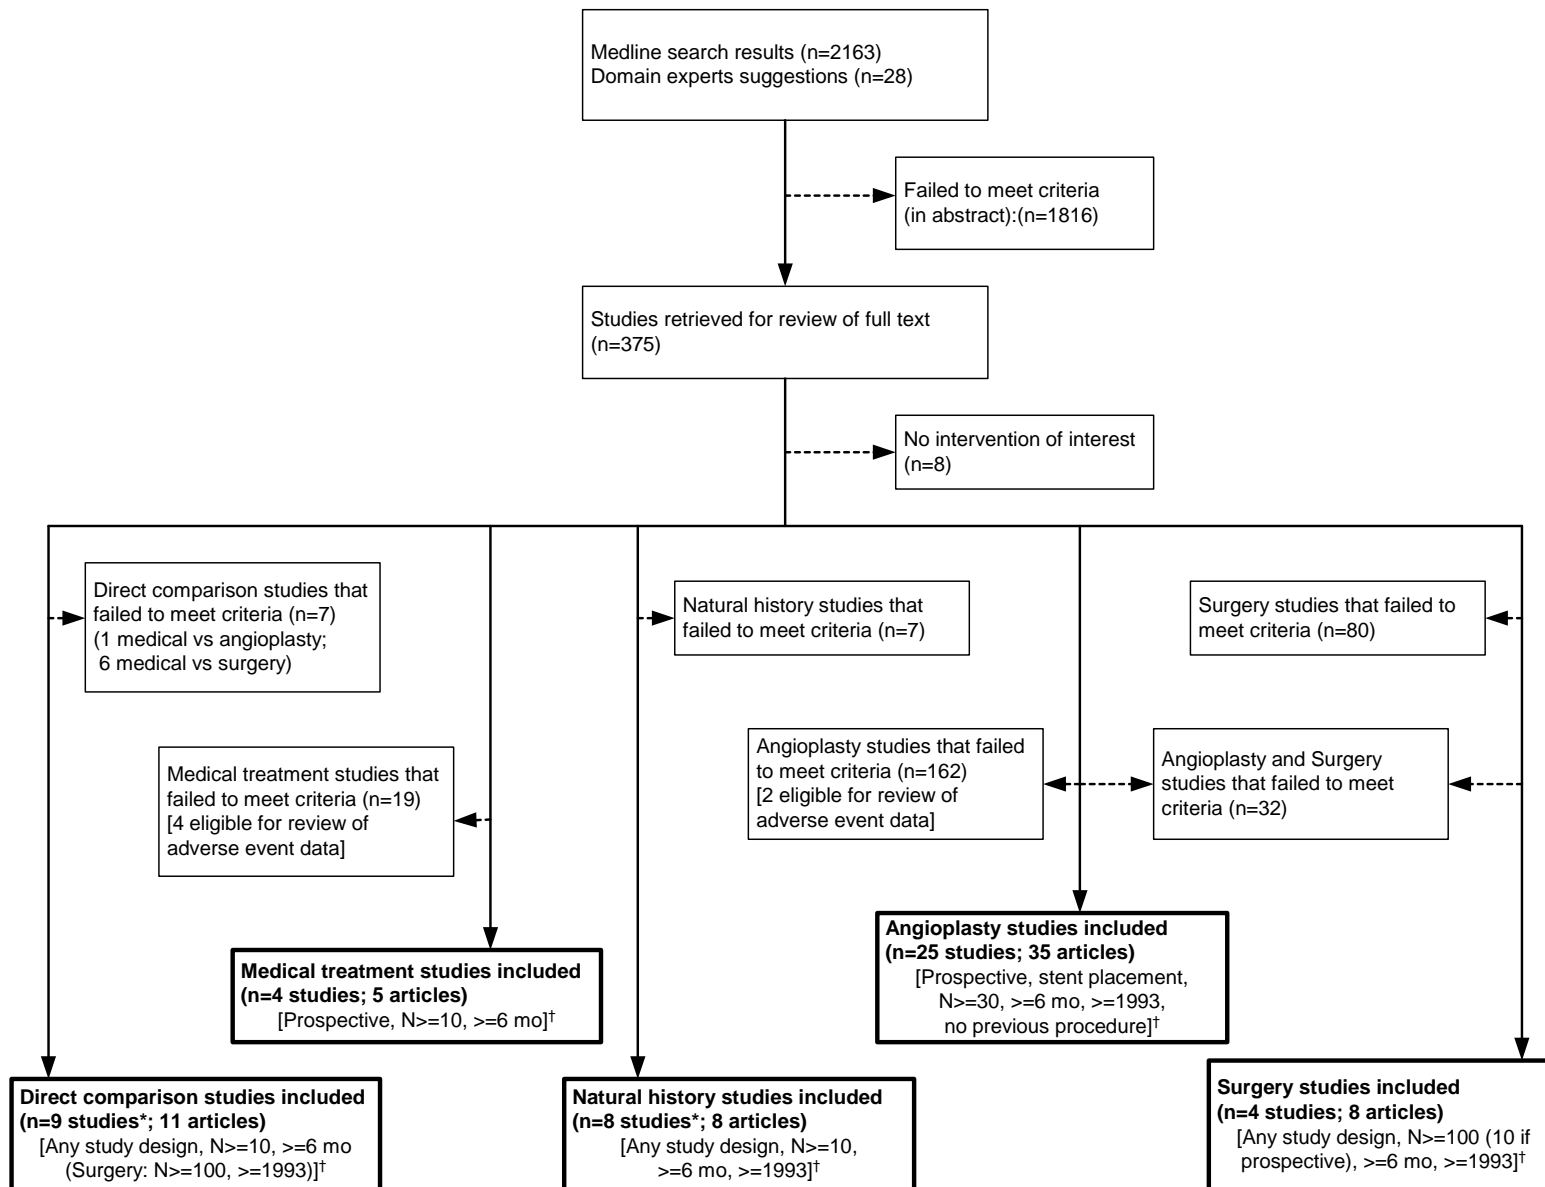 Medline search results (n=2163)
Domain experts suggestions (n=28)
Failed to meet criteria
(in abstract):(n=1816)
Studies retrieved for review of full text
(n=375)
No intervention of interest
(n=8)
Direct comparison studies that
failed to meet criteria (n=7)
(1 medical vs angioplasty;
6 medical vs surgery)
Natural history studies that
failed to meet criteria (n=7)
Surgery studies that failed to
meet criteria (n=80)
Medical treatment studies that
failed to meet criteria (n=19)
[4 eligible for review of
adverse event data]
Angioplasty studies that failed
to meet criteria (n=162)
[2 eligible for review of
adverse event data]
Angioplasty and Surgery
studies that failed to meet
criteria (n=32)
Medical treatment studies included
(n=4 studies; 5 articles)
[Prospective, N>=10, >=6 mo]†
Angioplasty studies included
(n=25 studies; 35 articles)
[Prospective, stent placement,
N>=30, >=6 mo, >=1993,
no previous procedure]†
Direct comparison studies included
(n=9 studies*; 11 articles)
[Any study design, N>=10, >=6 mo
(Surgery: N>=100, >=1993)]†
Natural history studies included
(n=8 studies*; 8 articles)
[Any study design, N>=10,
>=6 mo, >=1993]†
Surgery studies included
(n=4 studies; 8 articles)
[Any study design, N>=100 (10 if
prospective), >=6 mo, >=1993]†